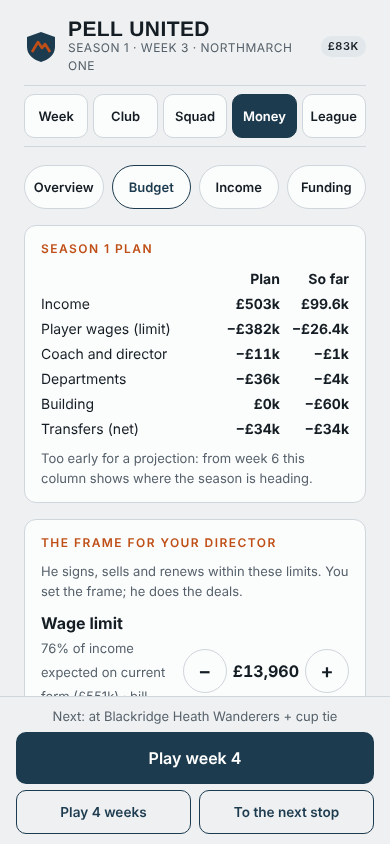 PELL UNITED
SEASON 1 · WEEK 3 · NORTHMARCH
ONE
£83K
Week
Club
Squad
Money
League
Overview
Budget
Income
Funding
SEASON 1 PLAN
Plan So far
Income £503k £99.6k
Player wages (limit) −£382k −£26.4k
Coach and director −£11k −£1k
Departments −£36k −£4k
Building £0k −£60k
Transfers (net) −£34k −£34k
Too early for a projection: from week 6 this
column shows where the season is heading.
THE FRAME FOR YOUR DIRECTOR
He signs, sells and renews within these limits. You
set the frame; he does the deals.
Wage limit
76% of income
expected on current
form (£551k) · bill
− £13,960 +
Next: at Blackridge Heath Wanderers + cup tie
Play week 4
Play 4 weeks
To the next stop